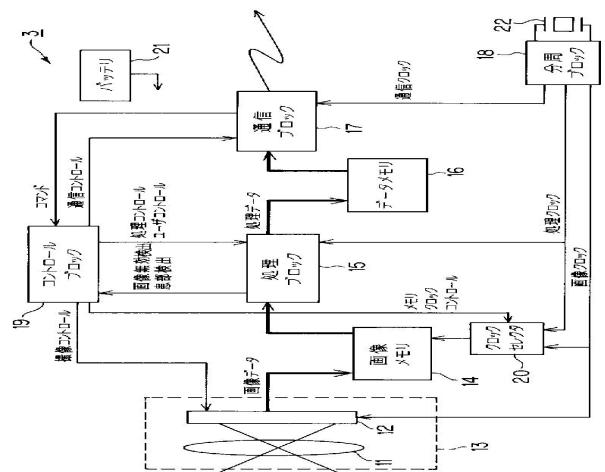 3
22
バッテリ
21
18
分周
ブロック
通信クロック
通信
ブロック
17
コマンド
通信コントロール
データメモリ
16
処理クロック
画像クロック
処理コントロール
ユーザコントロール
処理データ
コントロール
ブロック
19
画像無効検出
患部検出
処理
ブロック
15
メモリ
クロック
コントロール
撮像コントロール
画像データ
画像
メモリ
14
クロック
セレクタ
20
12
11
13